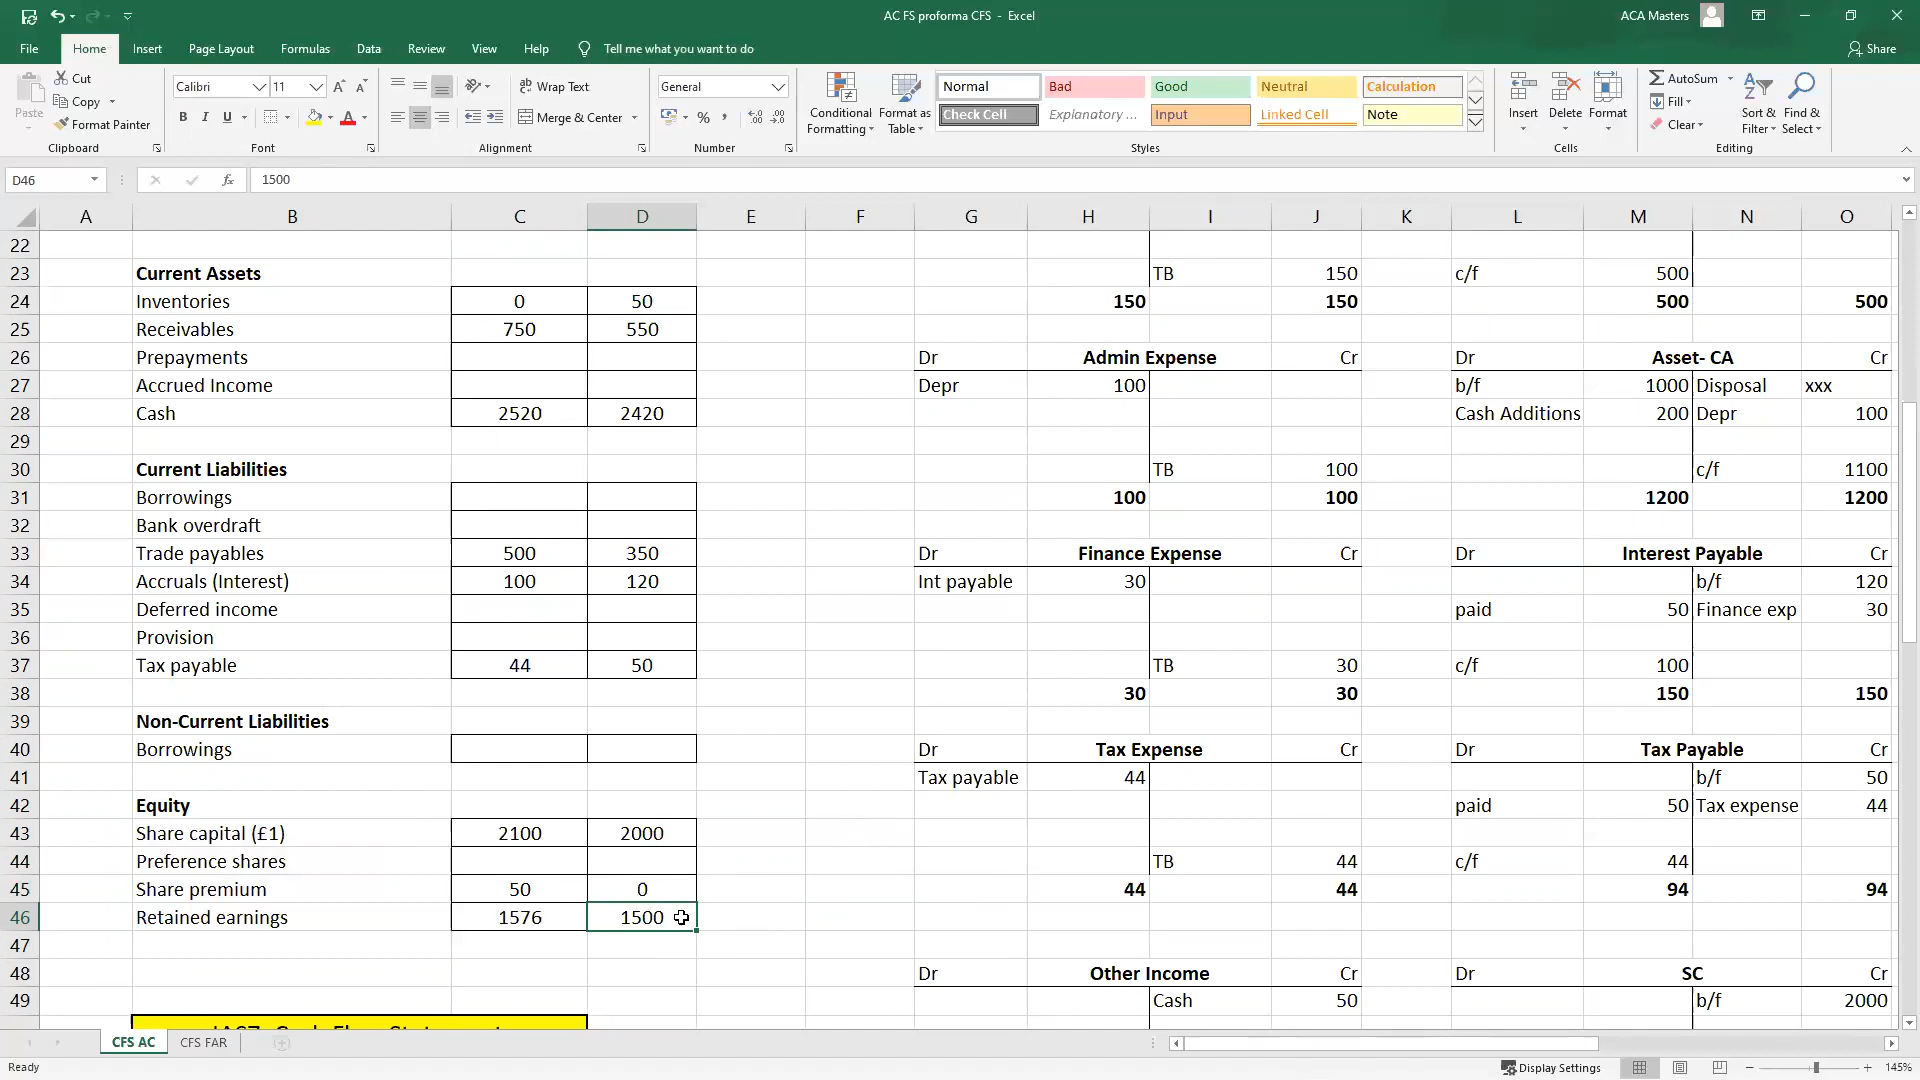 AC FS proforma CFS - Excel
ACA Masters
File Home Insert Page Layout Formulas Data Review View Help Tell me what you want to do
Share
Paste
Cut
Copy
Format Painter
Clipboard
Calibri 11
B I U
Font
Wrap Text
Merge & Center
Alignment
General
Number
Conditional Formatting
Format as Table
Normal Bad Good Neutral Calculation
Check Cell Explanatory ... Input Linked Cell Note
Styles
Insert Delete Format
Cells
AutoSum
Fill
Clear
Sort & Filter
Find & Select
Editing
D46 fx 1500
A B C D E F G H I J K L M N O
22
23 Current Assets TB 150 c/f 500
24 Inventories 0 50 150 150 500 500
25 Receivables 750 550
26 Prepayments Dr Admin Expense Cr Dr Asset- CA Cr
27 Accrued Income Depr 100 b/f 1000 Disposal xxx
28 Cash 2520 2420 Cash Additions 200 Depr 100
29
30 Current Liabilities TB 100 c/f 1100
31 Borrowings 100 100 1200 1200
32 Bank overdraft
33 Trade payables 500 350 Dr Finance Expense Cr Dr Interest Payable Cr
34 Accruals (Interest) 100 120 Int payable 30 b/f 120
35 Deferred income paid 50 Finance exp 30
36 Provision
37 Tax payable 44 50 TB 30 c/f 100
38 30 30 150 150
39 Non-Current Liabilities
40 Borrowings Dr Tax Expense Cr Dr Tax Payable Cr
41 Tax payable 44 b/f 50
42 Equity paid 50 Tax expense 44
43 Share capital (£1) 2100 2000
44 Preference shares TB 44 c/f 44
45 Share premium 50 0 44 44 94 94
46 Retained earnings 1576 1500
47
48 Dr Other Income Cr Dr SC Cr
49 Cash 50 b/f 2000
CFS AC CFS FAR
Ready
Display Settings
145%